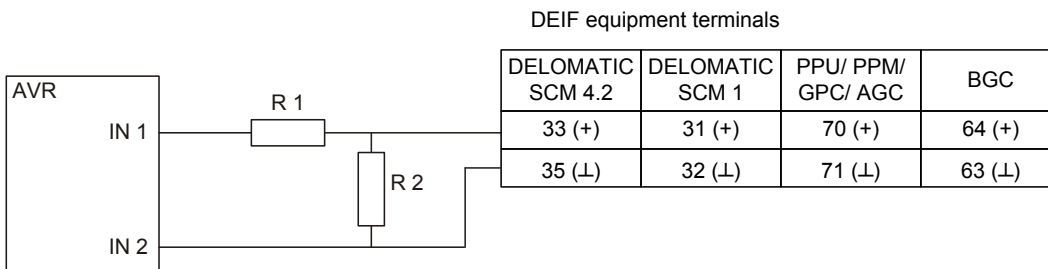 DEIF equipment terminals
DELOMATIC SCM 4.2 DELOMATIC SCM 1 PPU/ PPM/ GPC/ AGC BGC
33 (+) 31 (+) 70 (+) 64 (+)
35 (⊥) 32 (⊥) 71 (⊥) 63 (⊥)
AVR
R 1
IN 1
R 2
IN 2